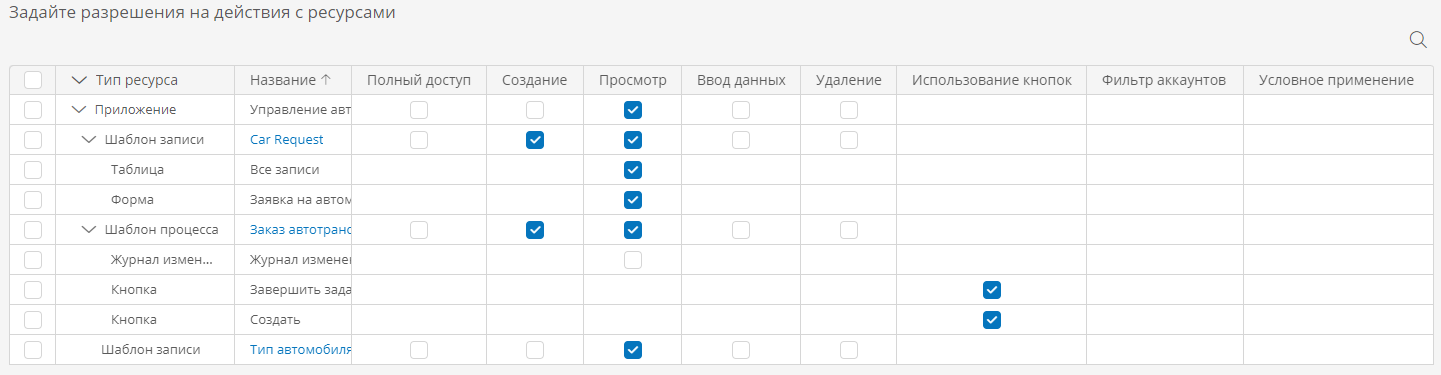 Задайте разрешения на действия с ресурсами
Тип ресурса Название ↑ Полный доступ Создание Просмотр Ввод данных Удаление Использование кнопок Фильтр аккаунтов Условное применение
Приложение Управление авт
Шаблон записи Car Request
Таблица Все записи
Форма Заявка на автом
Шаблон процесса Заказ автотранс
Журнал измен... Журнал изменен
Кнопка Завершить зада
Кнопка Создать
Шаблон записи Тип автомобиля